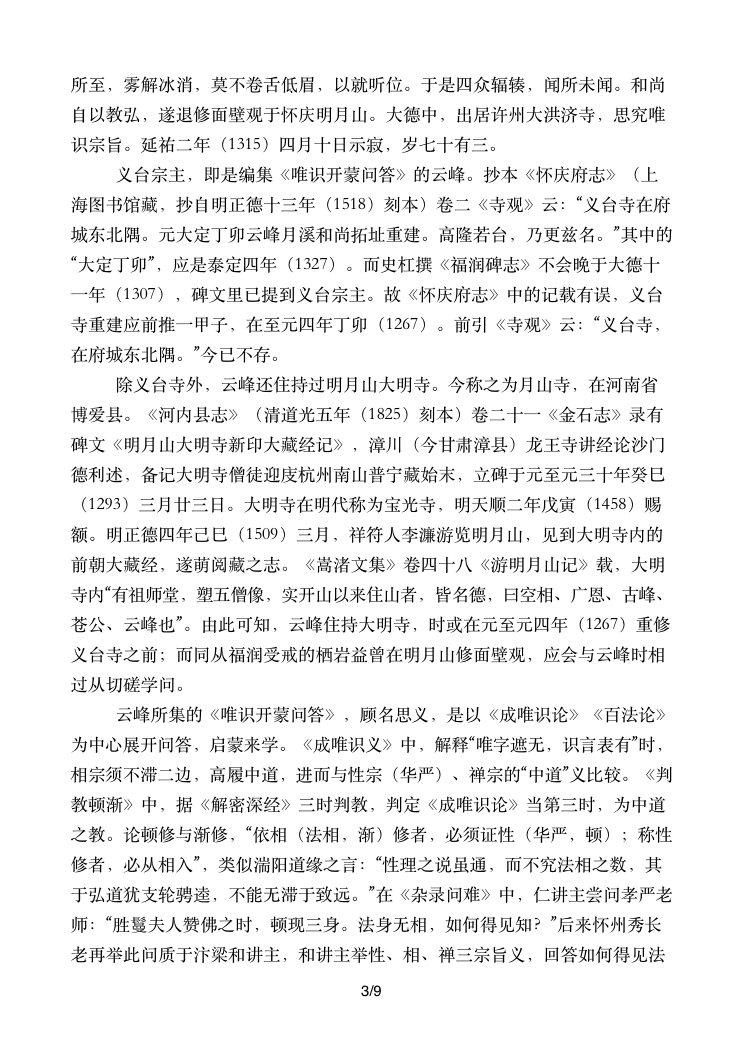 所至，雾解冰消，莫不卷舌低眉，以就听位。于是四众辐辏，闻所未闻。和尚
自以教弘，遂退修面壁观于怀庆明月山。大德中，出居许州大洪济寺，思究唯
识宗旨。延祐二年（1315）四月十日示寂，岁七十有三。
义台宗主，即是编集《唯识开蒙问答》的云峰。抄本《怀庆府志》（上
海图书馆藏，抄自明正德十三年（1518）刻本）卷二《寺观》云：“义台寺在府
城东北隅。元大定丁卯云峰月溪和尚拓址重建。高隆若台，乃更兹名。”其中的
“大定丁卯”，应是泰定四年（1327）。而史杠撰《福润碑志》不会晚于大德十
一年（1307），碑文里已提到义台宗主。故《怀庆府志》中的记载有误，义台
寺重建应前推一甲子，在至元四年丁卯（1267）。前引《寺观》云：“义台寺，
在府城东北隅。”今已不存。
除义台寺外，云峰还住持过明月山大明寺。今称之为月山寺，在河南省
博爱县。《河内县志》（清道光五年（1825）刻本）卷二十一《金石志》录有
碑文《明月山大明寺新印大藏经记》，漳川（今甘肃漳县）龙王寺讲经论沙门
德利述，备记大明寺僧徒迎庋杭州南山普宁藏始末，立碑于元至元三十年癸巳
（1293）三月廿三日。大明寺在明代称为宝光寺，明天顺二年戊寅（1458）赐
额。明正德四年己巳（1509）三月，祥符人李濂游览明月山，见到大明寺内的
前朝大藏经，遂萌阅藏之志。《嵩渚文集》卷四十八《游明月山记》载，大明
寺内“有祖师堂，塑五僧像，实开山以来住山者，皆名德，曰空相、广恩、古峰、
苍公、云峰也”。由此可知，云峰住持大明寺，时或在元至元四年（1267）重修
义台寺之前；而同从福润受戒的栖岩益曾在明月山修面壁观，应会与云峰时相
过从切磋学问。
云峰所集的《唯识开蒙问答》，顾名思义，是以《成唯识论》《百法论》
为中心展开问答，启蒙来学。《成唯识义》中，解释“唯字遮无，识言表有”时，
相宗须不滞二边，高履中道，进而与性宗（华严）、禅宗的“中道”义比较。《判
教顿渐》中，据《解密深经》三时判教，判定《成唯识论》当第三时，为中道
之教。论顿修与渐修，“依相（法相，渐）修者，必须证性（华严，顿）；称性
修者，必从相入”，类似湍阳道缘之言：“性理之说虽通，而不究法相之数，其
于弘道犹支轮骋逵，不能无滞于致远。”在《杂录问难》中，仁讲主尝问孝严老
师：“胜鬘夫人赞佛之时，顿现三身。法身无相，如何得见知？”后来怀州秀长
老再举此问质于汴梁和讲主，和讲主举性、相、禅三宗旨义，回答如何得见法
3/9